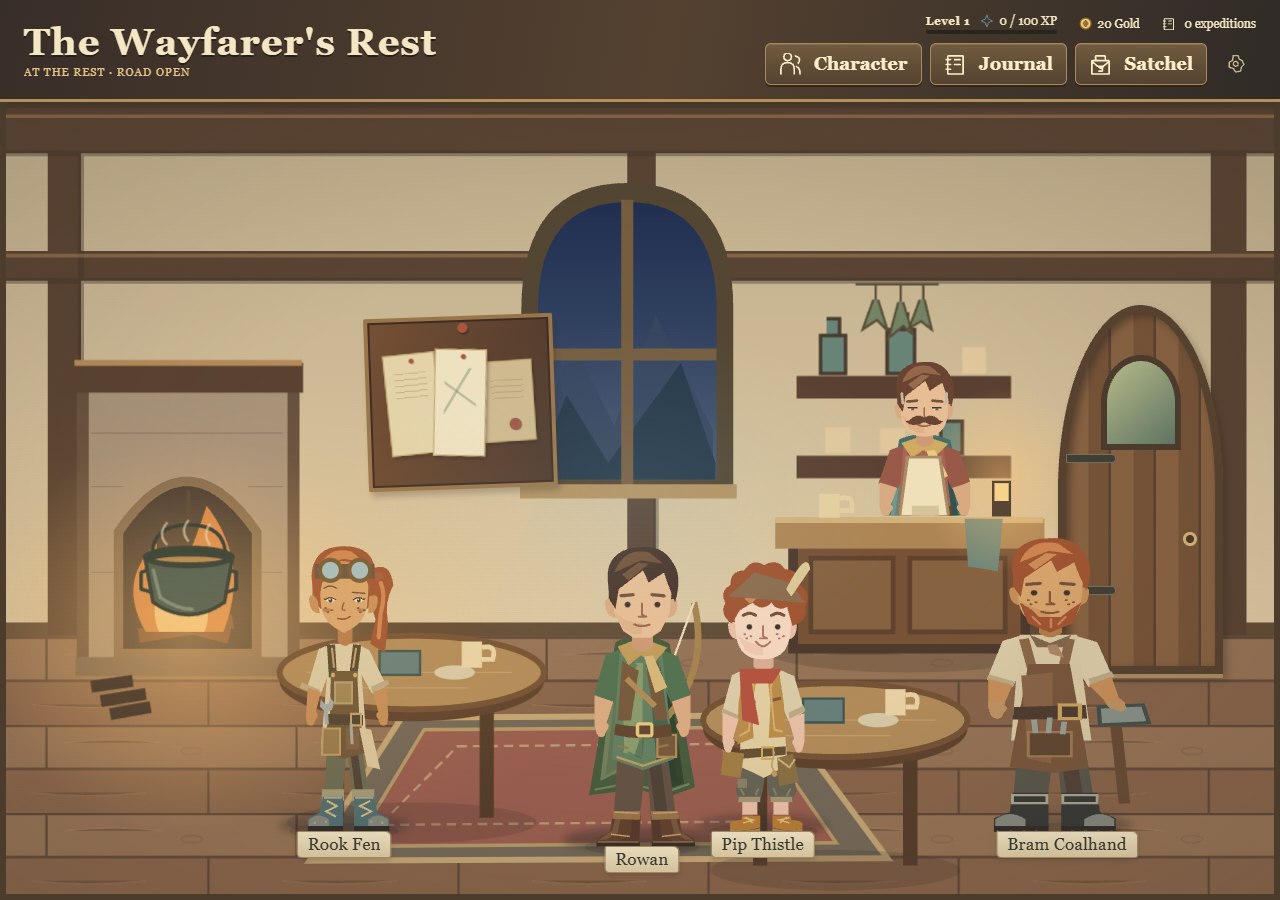 The Wayfarer's Rest
AT THE REST · ROAD OPEN
Level 1 0 / 100 XP 20 Gold 0 expeditions
Character Journal Satchel
Rook Fen
Rowan
Pip Thistle
Bram Coalhand